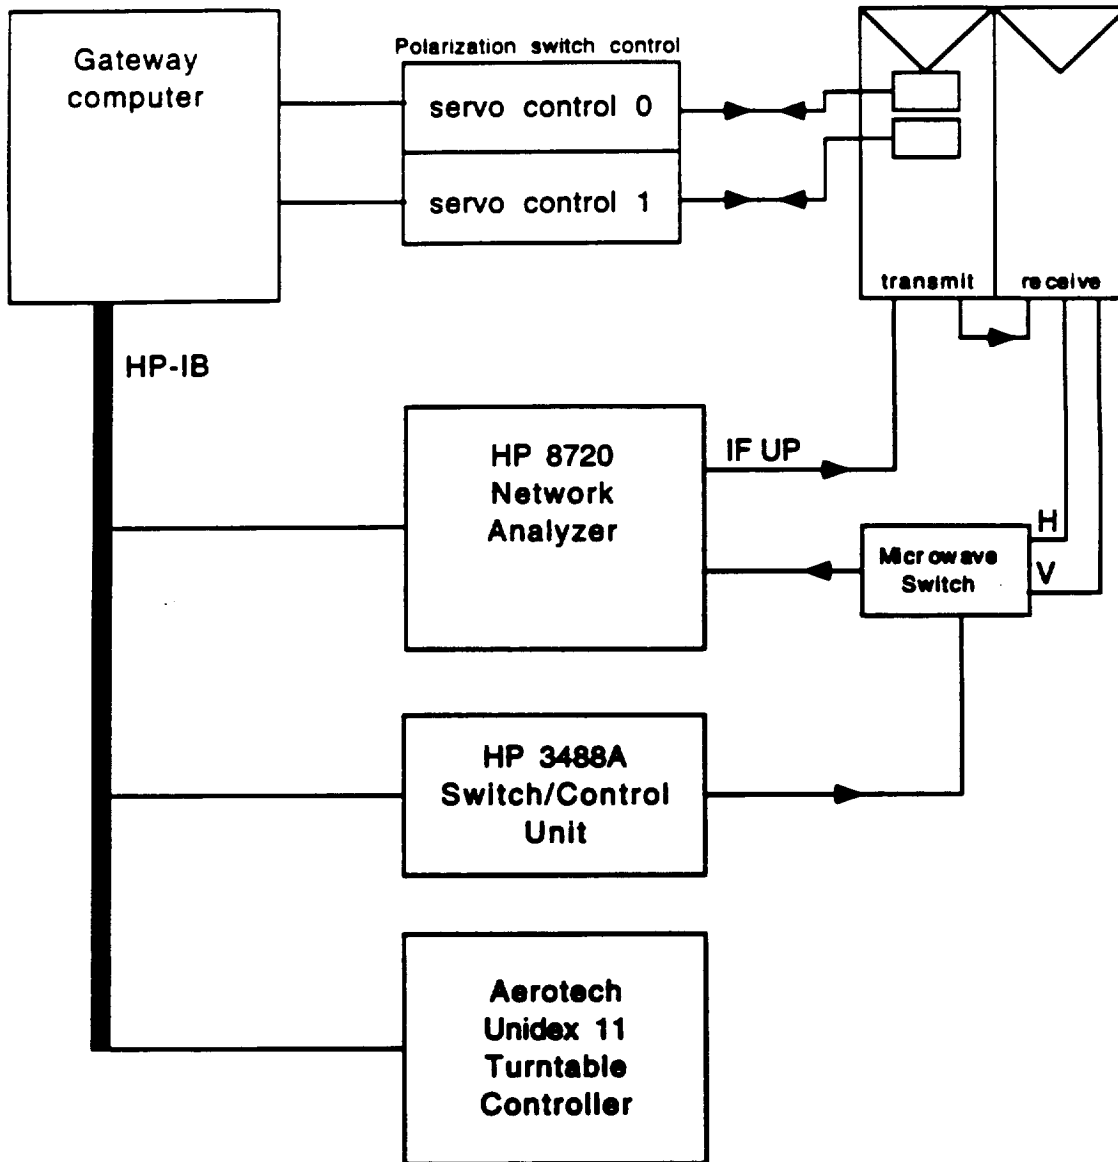 Gateway
computer
Polarization switch control
servo control 0
servo control 1
transmit
receive
HP-IB
HP 8720
Network
Analyzer
IF UP
H
V
Microwave
Switch
HP 3488A
Switch/Control
Unit
Aerotech
Unidex 11
Turntable
Controller